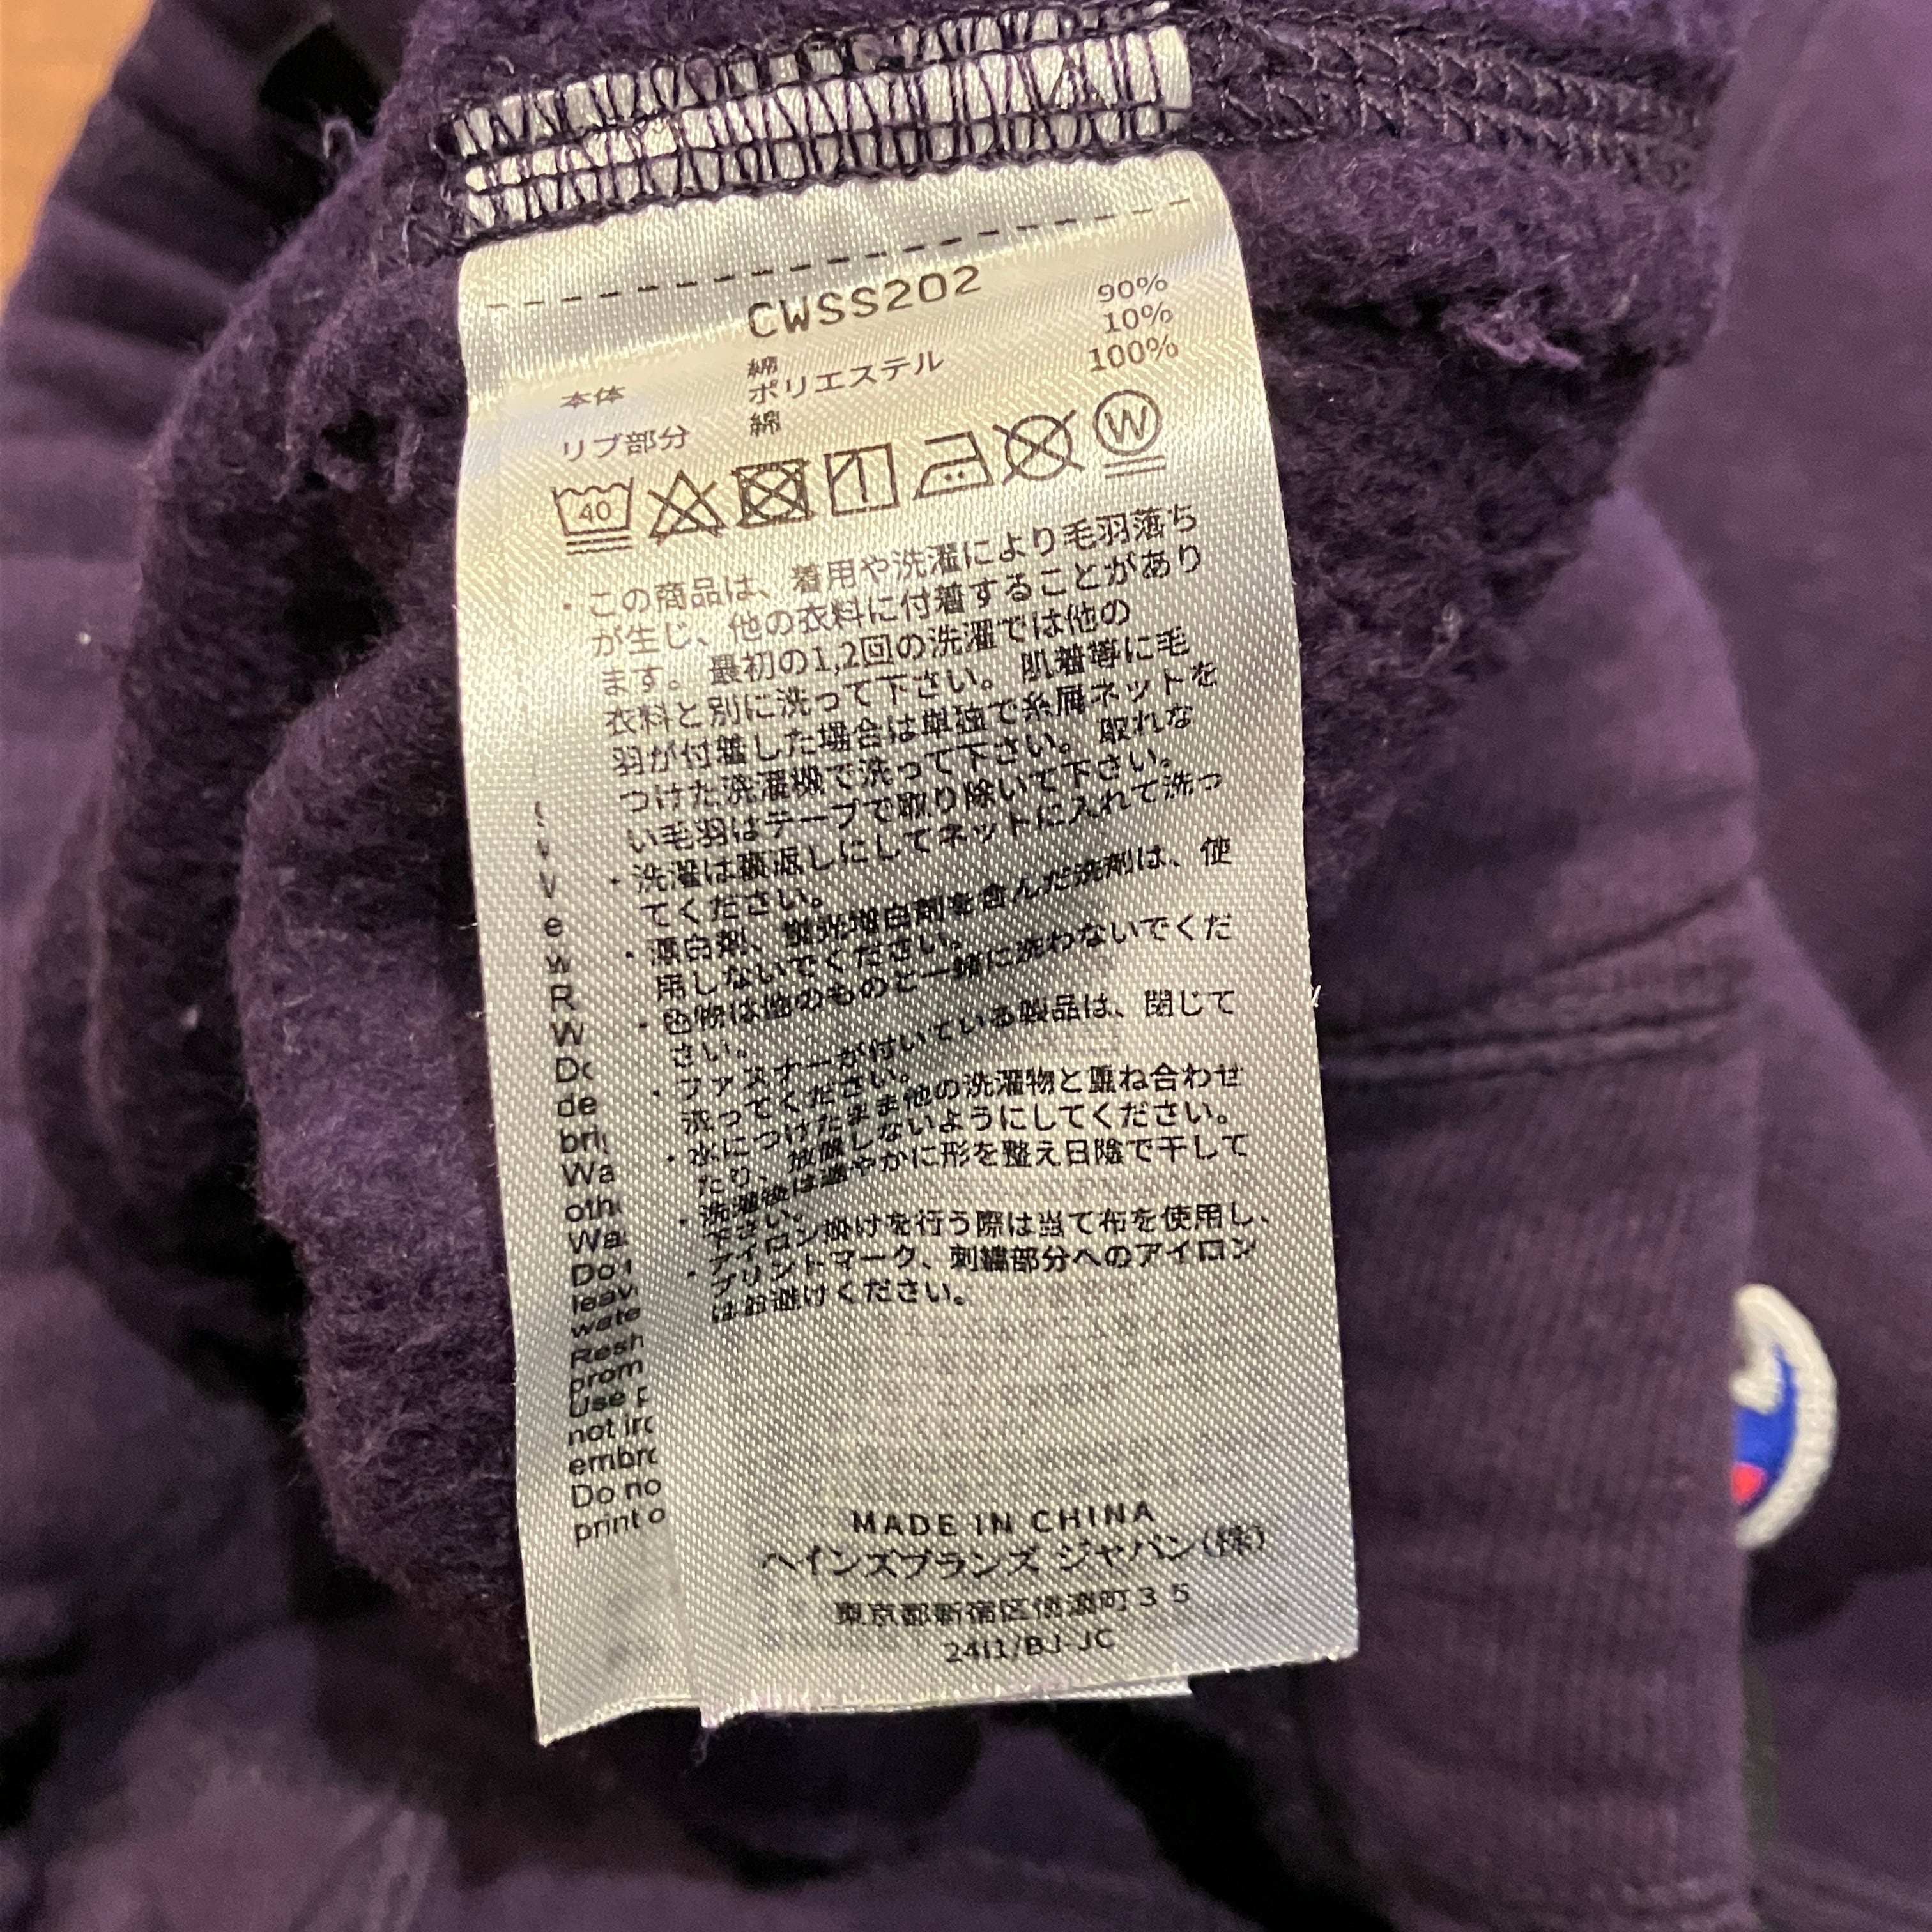 CWSS202
本体 綿 90%
ポリエステル 10%
リブ部分 綿 100%
40
W
・この商品は、着用や洗濯により毛羽落ち
が生じ、他の衣料に付着することがあり
ます。最初の1,2回の洗濯では他の
衣料と別に洗って下さい。肌着等に毛
羽が付着した場合は単独で糸屑ネットを
つけた洗濯機で洗って下さい。取れな
い毛羽はテープで取り除いて下さい。
・洗濯は裏返しにしてネットに入れて洗っ
てください。
・漂白剤、蛍光増白剤を含んだ洗剤は、使
用しないでください。
・色物は他のものと一緒に洗わないでくだ
さい。
・ファスナーが付いている製品は、閉じて
洗ってください。
・水につけたまま他の洗濯物と重ね合わせ
たり、放置しないようにしてください。
・洗濯後は速やかに形を整え日陰で干して
下さい。
・アイロン掛けを行う際は当て布を使用し、
プリントマーク、刺繍部分へのアイロン
はお避けください。
MADE IN CHINA
ヘインズブランズ ジャパン(株)
東京都新宿区信濃町35
24I1/BJ-JC
V
e
R
W
de
Wa
leav
wate
Resh
prom
Use
not
Do no
print o